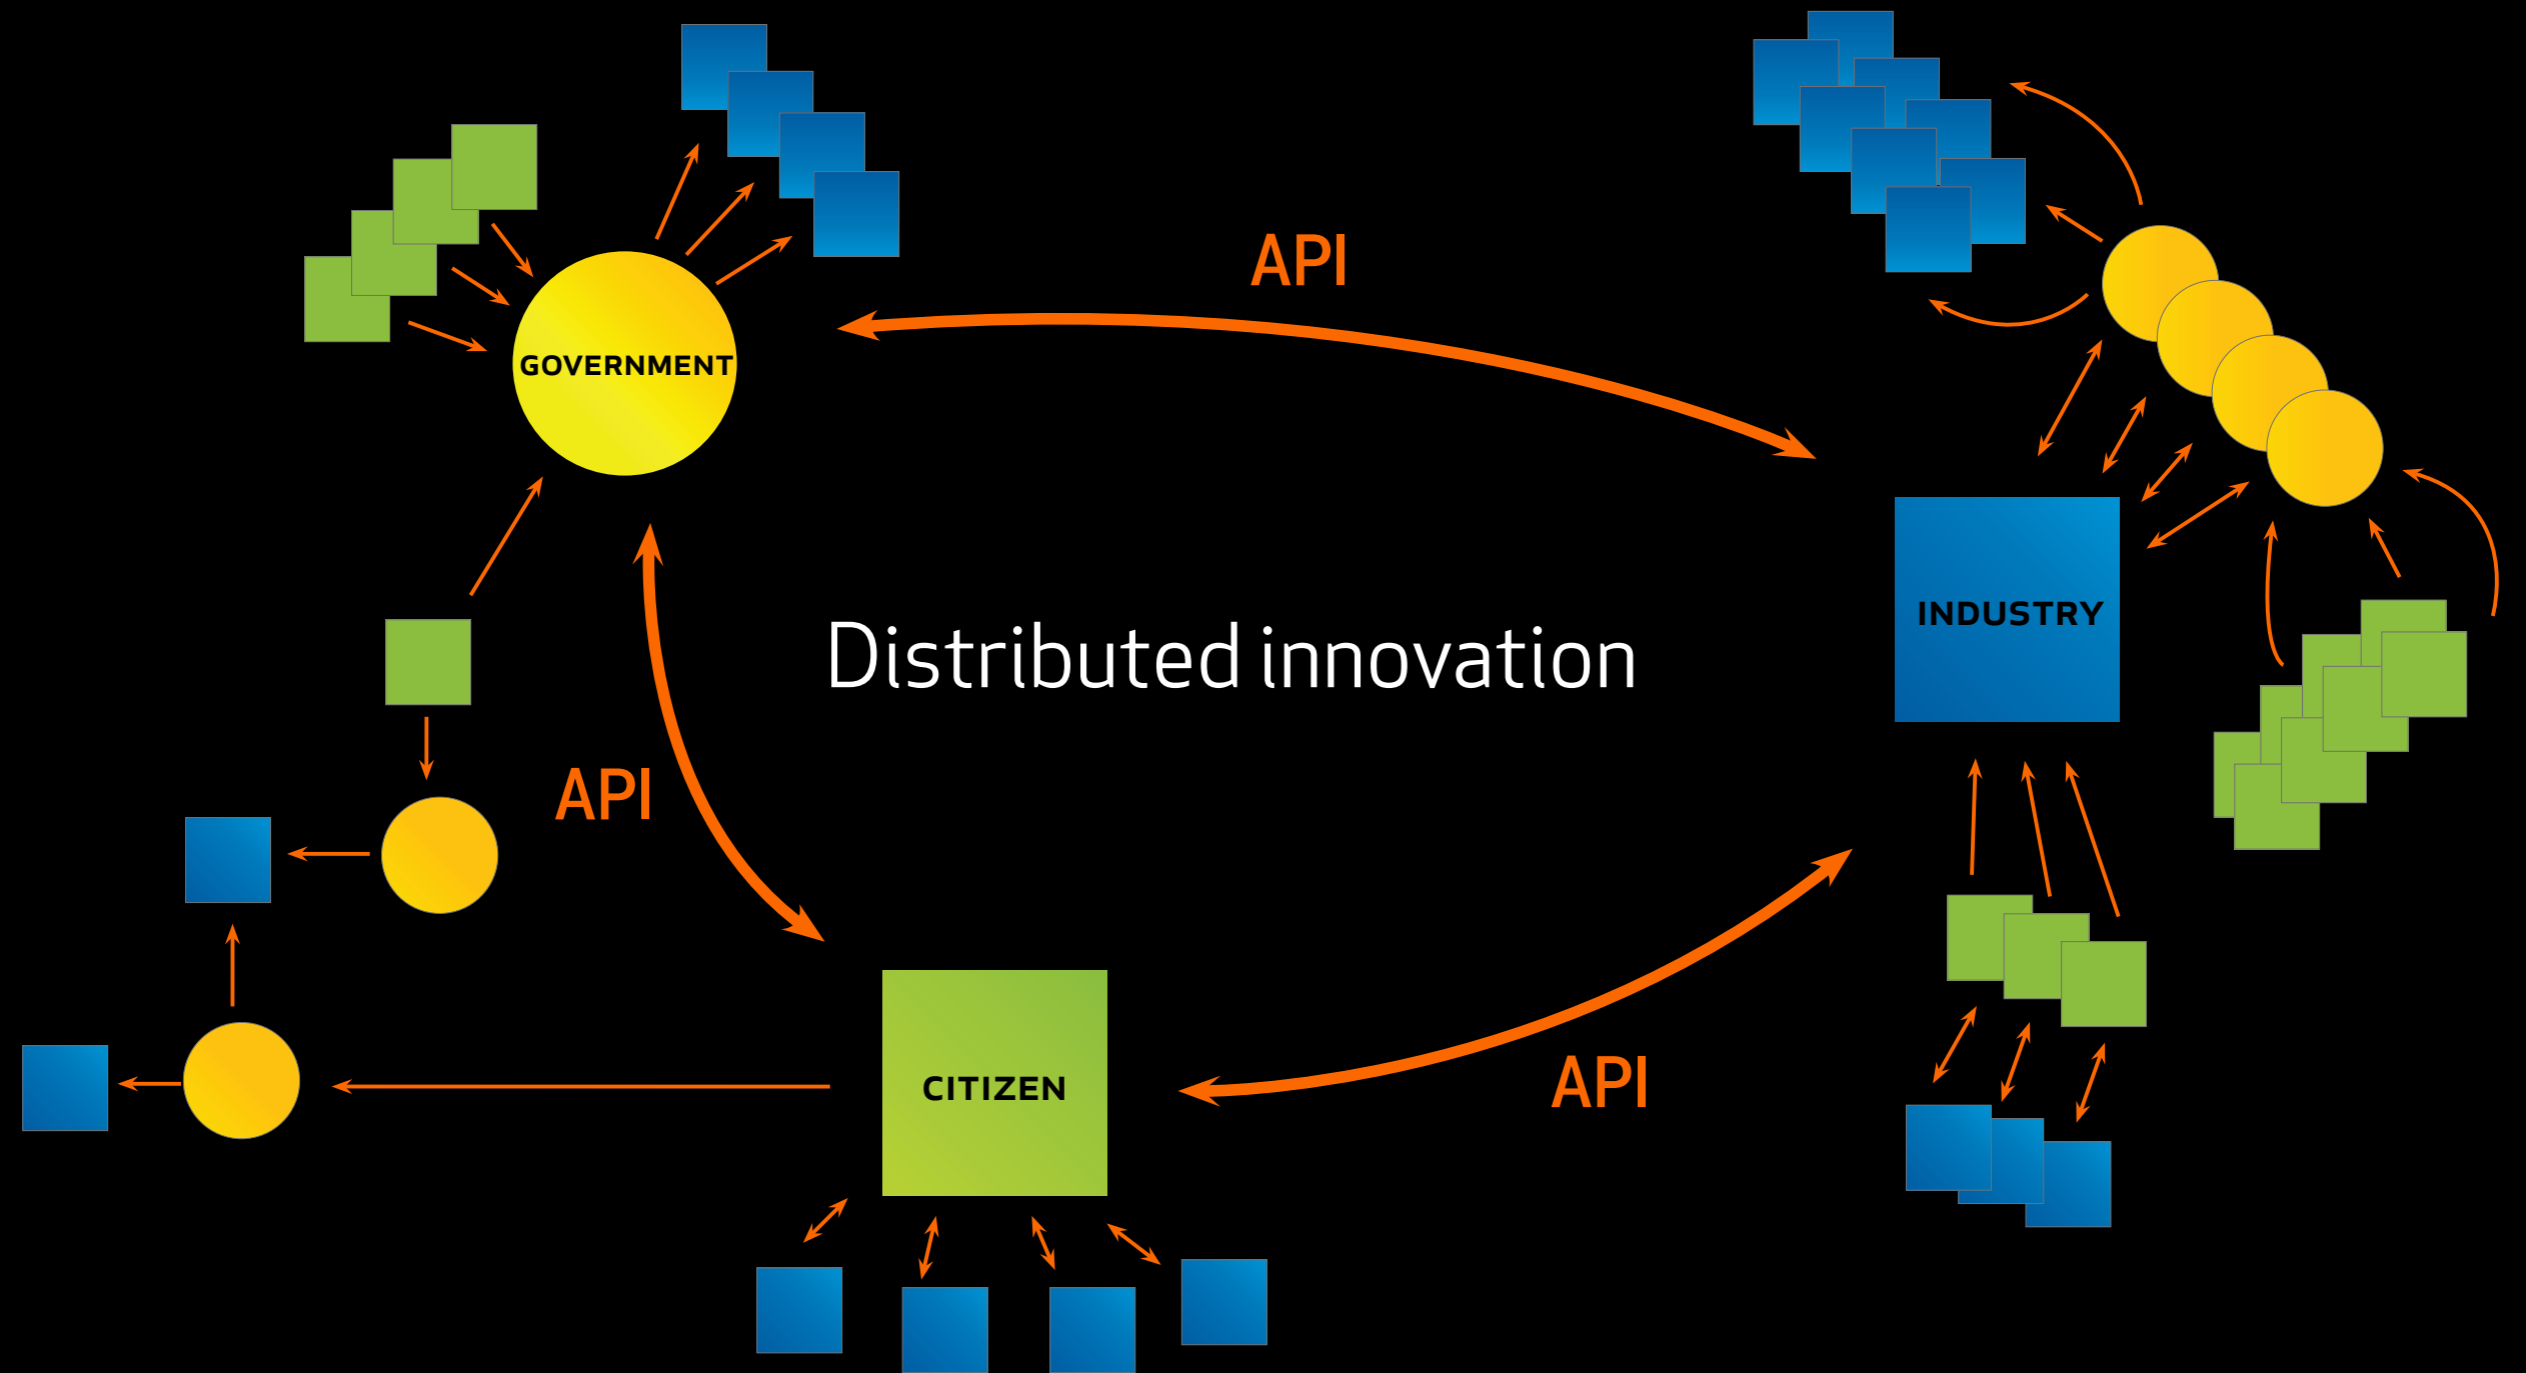 API
GOVERNMENT
INDUSTRY
Distributed innovation
API
API
CITIZEN